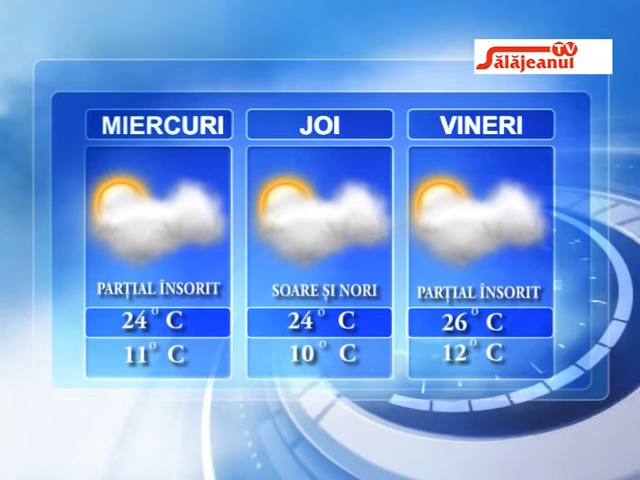 Sălăjeanul TV
MIERCURI JOI VINERI
PARȚIAL ÎNSORIT SOARE ȘI NORI PARȚIAL ÎNSORIT
24° C 24° C 26° C
11° C 10° C 12° C